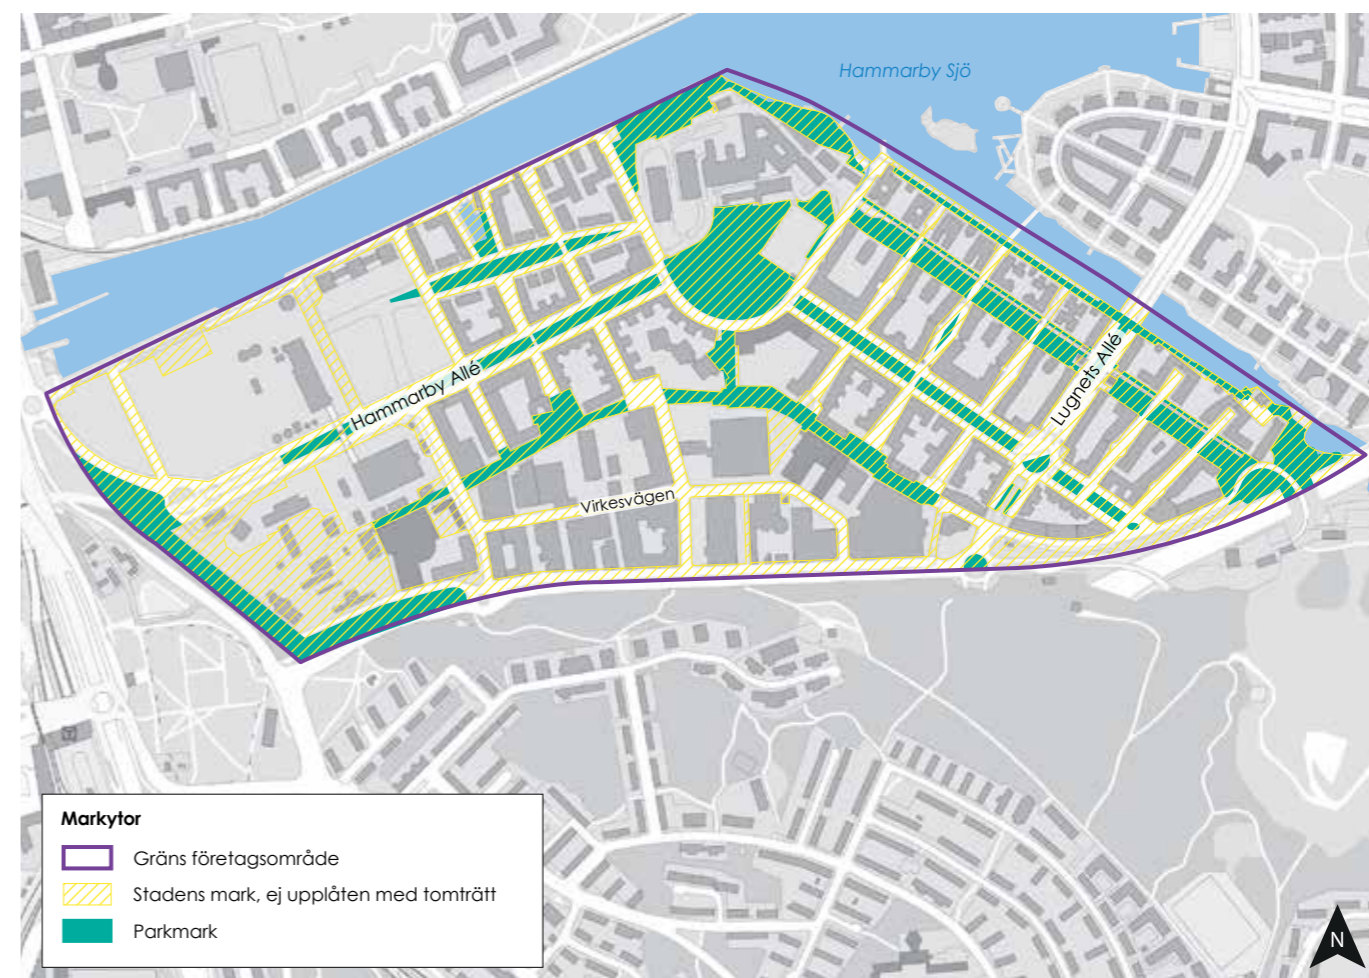 Hammarby Sjö
Hammarby Allé
Lugnets Allé
Virkesvägen
Markytor
Gräns företagsområde
Stadens mark, ej upplåten med tomträtt
Parkmark
N